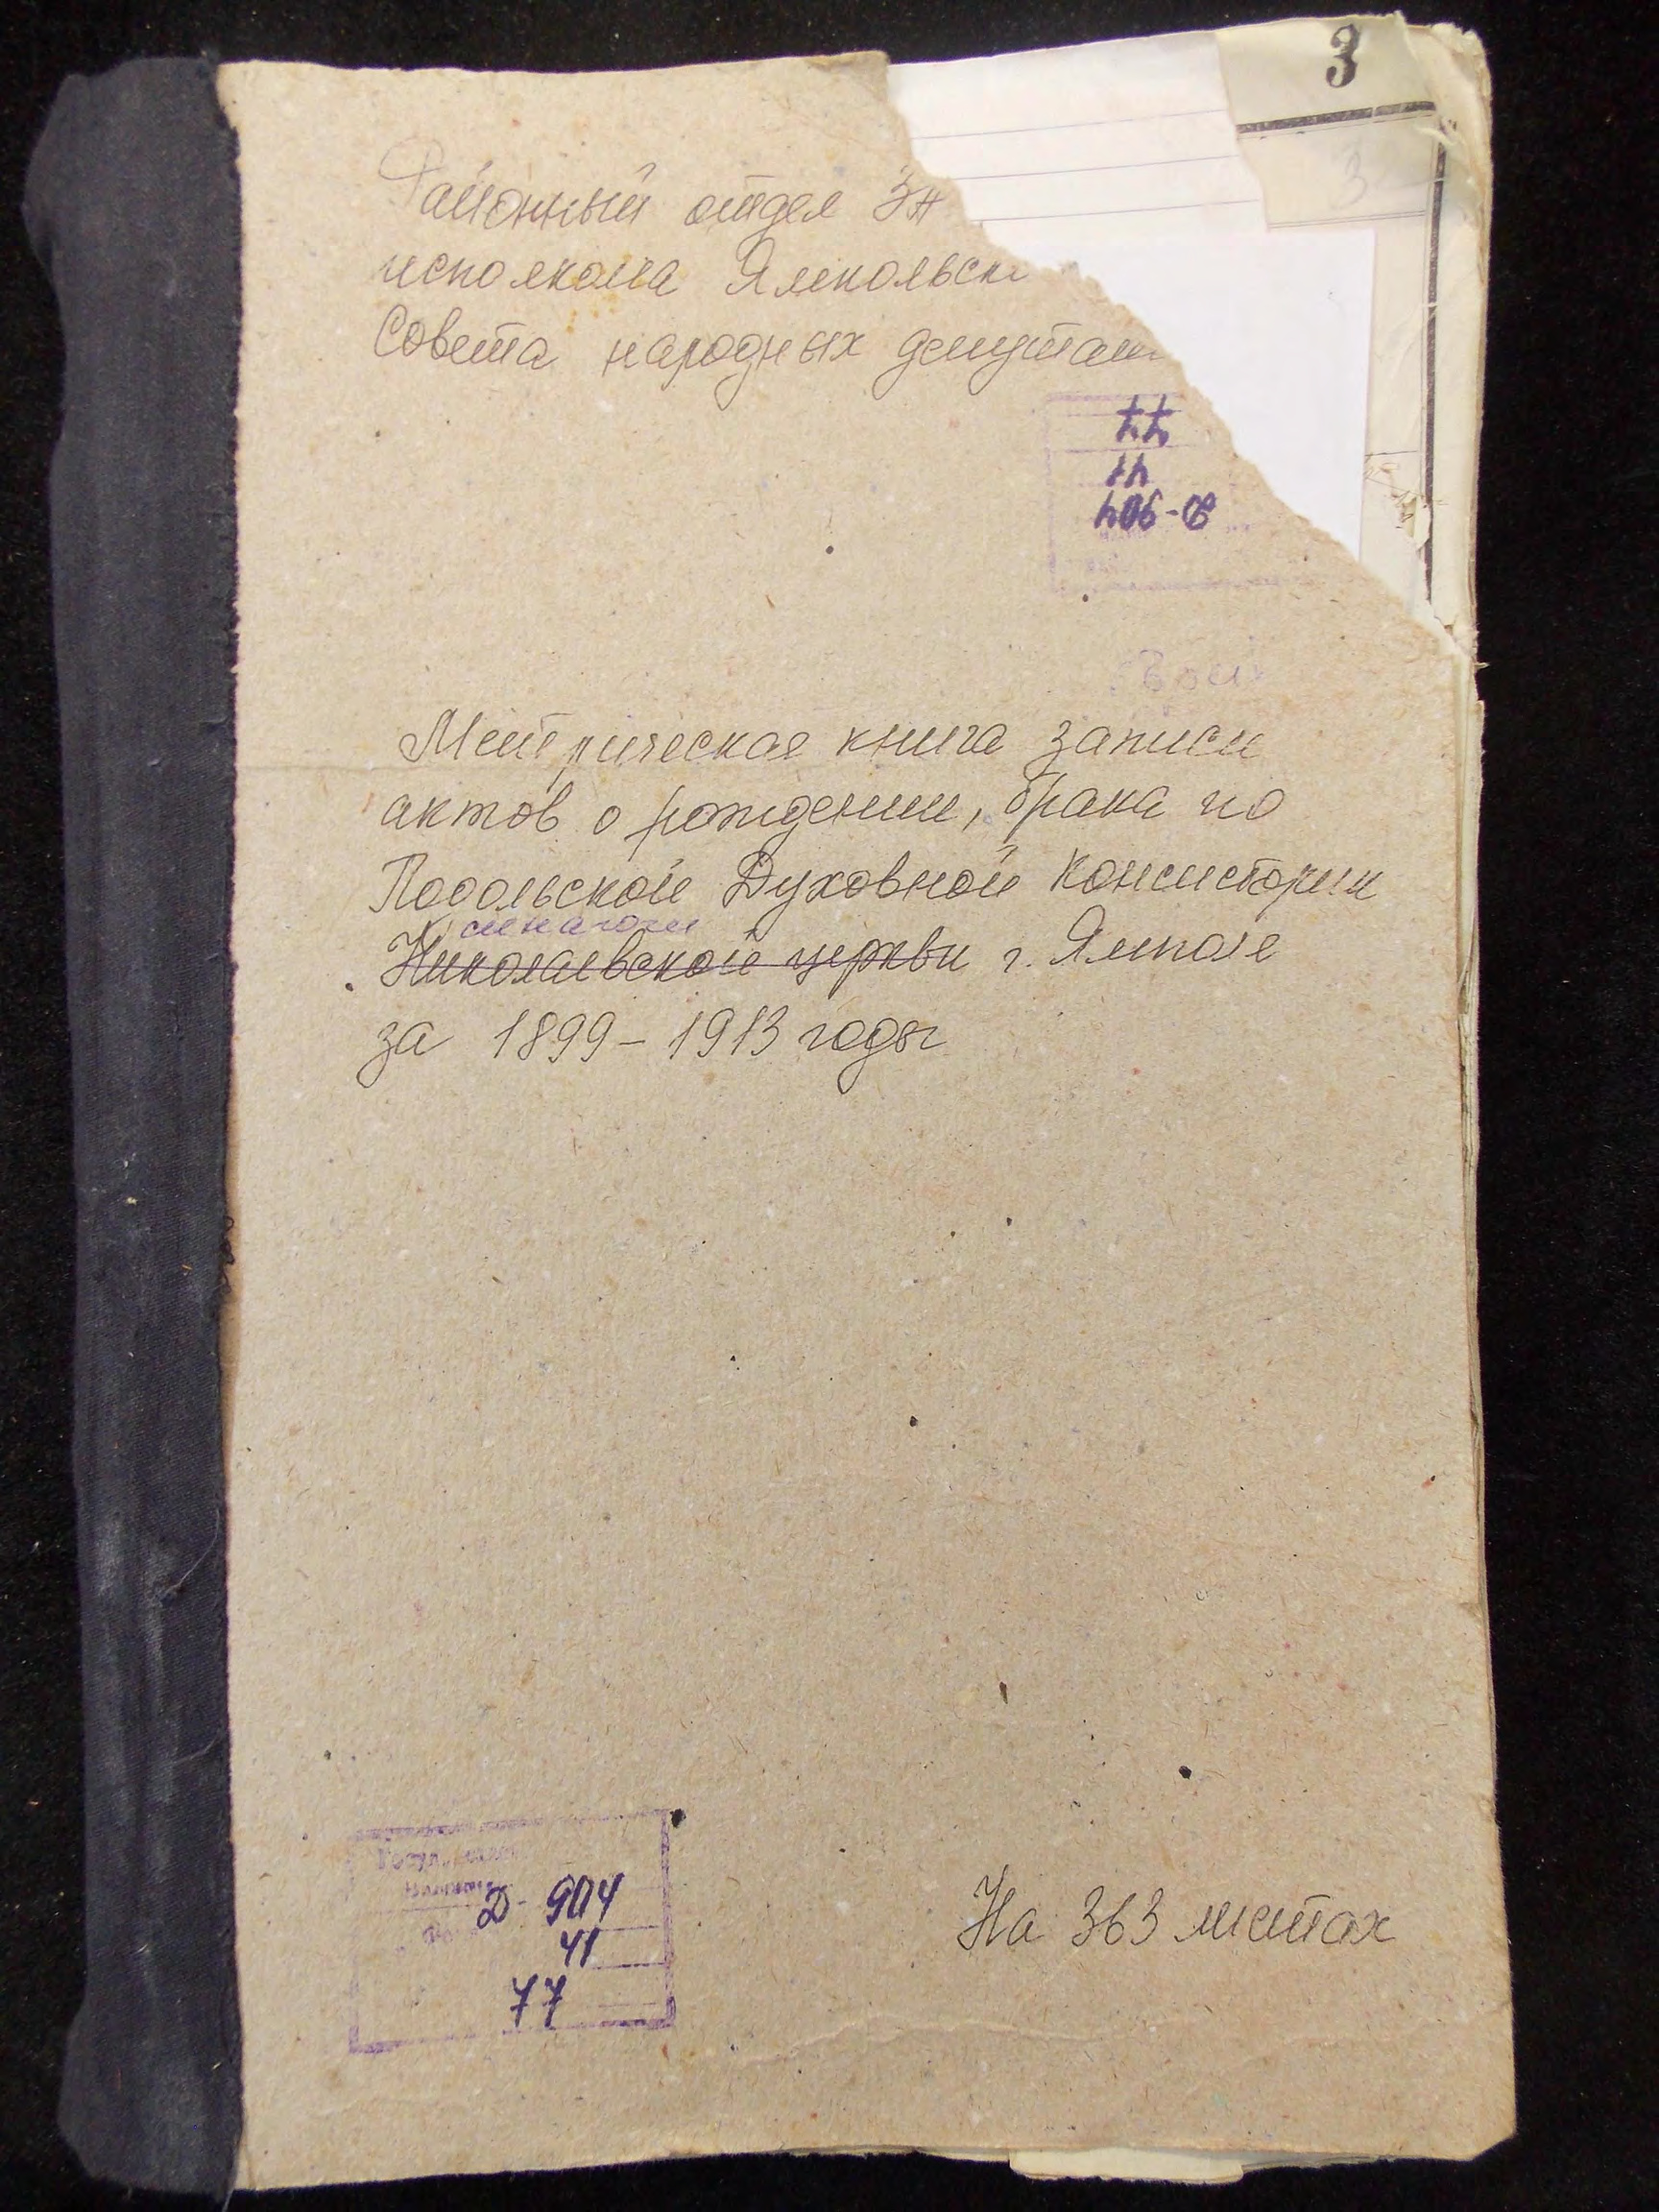 3
3
Районный отдел
исполкома Ямпольск
Совета народных депутат
Д-904
41
77
Метрическая книга записи
актов о рождении, брака по
Подольской Духовной Консистории
синагоги
Николаевской церкви г. Ямполе
за 1899-1913 годы
Д-904
41
77
На 363 листах